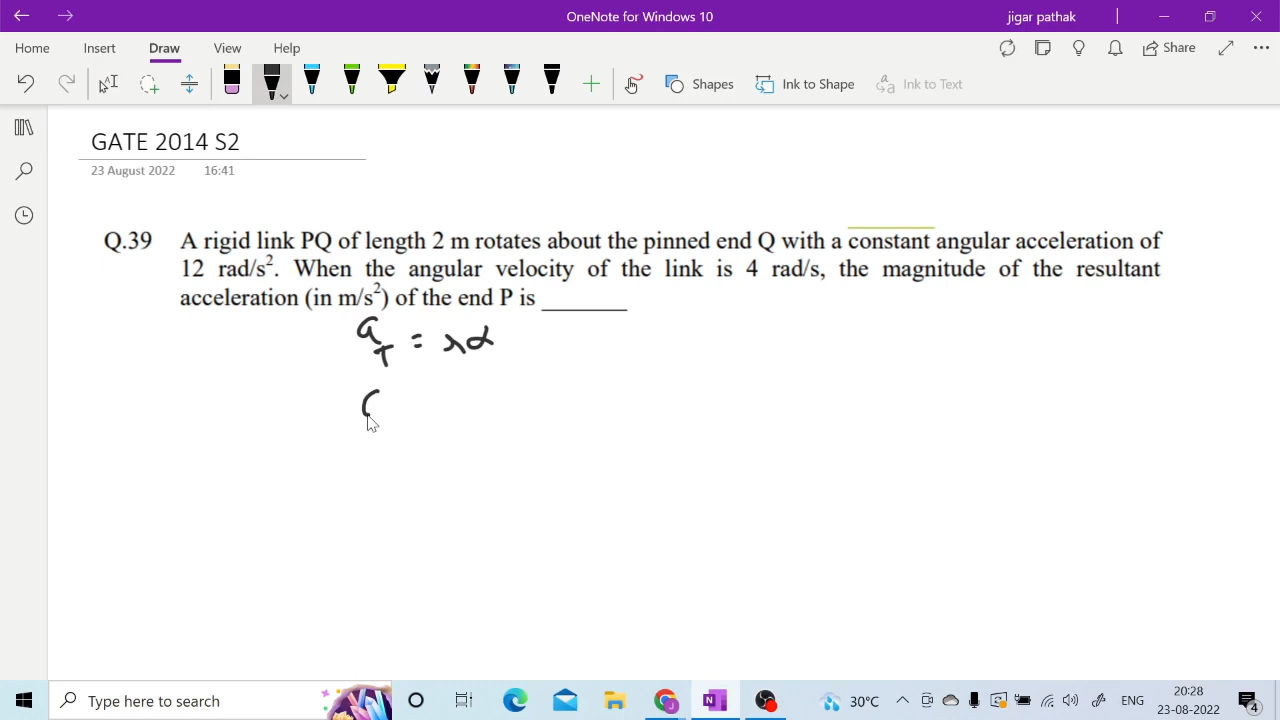 OneNote for Windows 10
jigar pathak
Home Insert Draw View Help
Share
Shapes Ink to Shape Ink to Text
GATE 2014 S2
23 August 2022 16:41
Q.39 A rigid link PQ of length 2 m rotates about the pinned end Q with a constant angular acceleration of
12 rad/s². When the angular velocity of the link is 4 rad/s, the magnitude of the resultant
acceleration (in m/s²) of the end P is ________
a_T = rα
Type here to search
30°C
ENG
20:28
23-08-2022
4